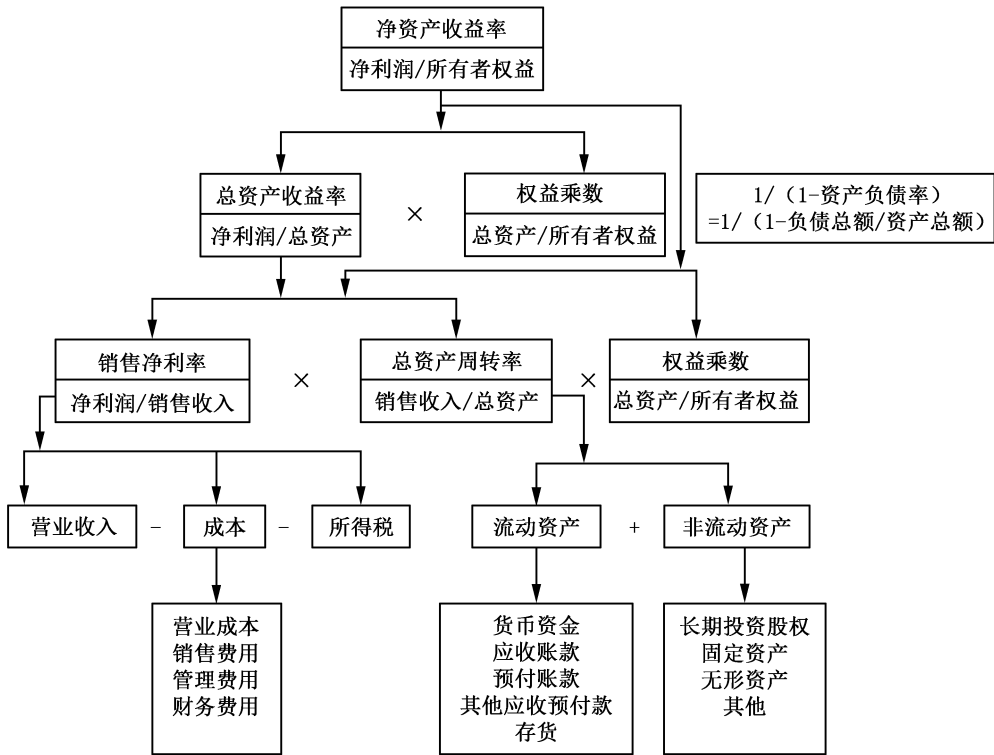 净资产收益率
净利润/所有者权益
总资产收益率
净利润/总资产
×
权益乘数
总资产/所有者权益
1/（1-资产负债率）
=1/（1-负债总额/资产总额）
销售净利率
净利润/销售收入
×
总资产周转率
销售收入/总资产
×
权益乘数
总资产/所有者权益
营业收入
-
成本
-
所得税
流动资产
+
非流动资产
营业成本
销售费用
管理费用
财务费用
货币资金
应收账款
预付账款
其他应收预付款
存货
长期投资股权
固定资产
无形资产
其他